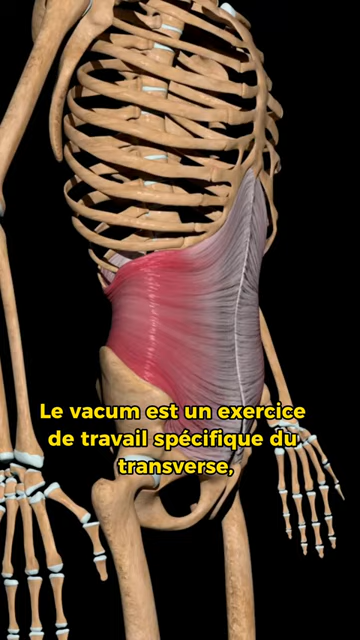 Le vacum est un exercice
de travail spécifique du
transverse,